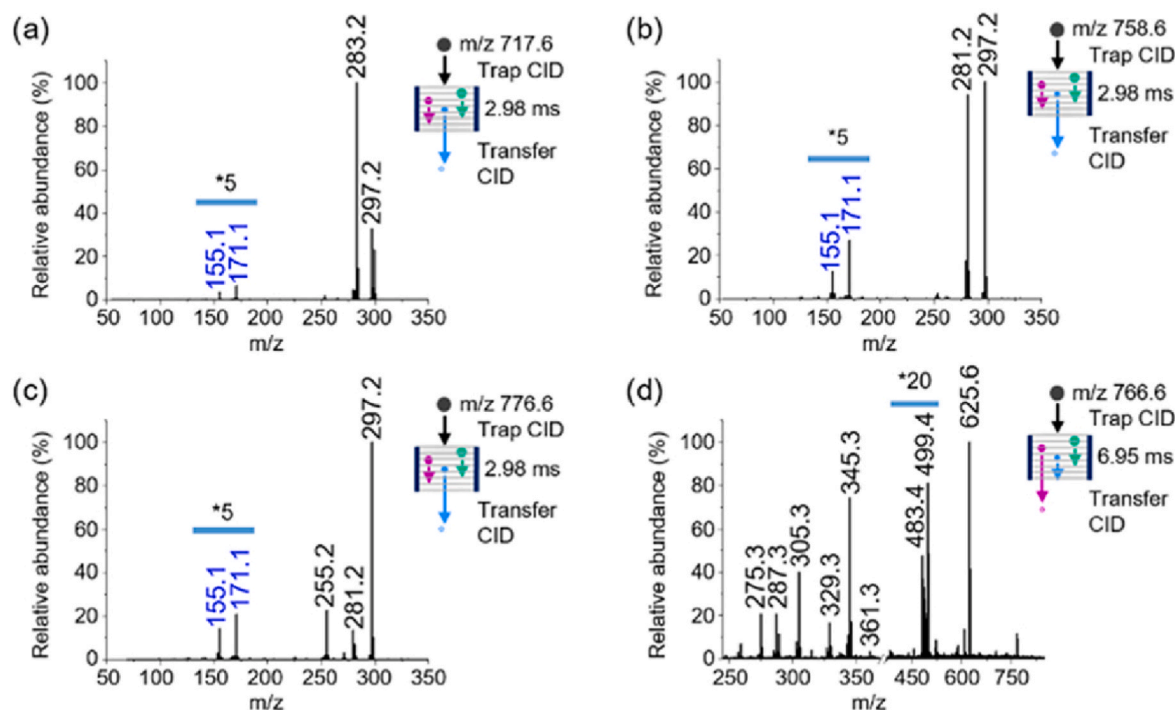 (a)
Relative abundance (%)
100
80
60
40
20
0
*5
155.1
171.1
283.2
297.2
m/z 717.6
Trap CID
2.98 ms
Transfer
CID
50 100 150 200 250 300 350
m/z
(b)
Relative abundance (%)
100
80
60
40
20
0
*5
155.1
171.1
281.2
297.2
m/z 758.6
Trap CID
2.98 ms
Transfer
CID
50 100 150 200 250 300 350
m/z
(c)
Relative abundance (%)
100
80
60
40
20
0
*5
155.1
171.1
255.2
281.2
297.2
m/z 776.6
Trap CID
2.98 ms
Transfer
CID
50 100 150 200 250 300 350
m/z
(d)
Relative abundance (%)
100
80
60
40
20
0
*20
275.3
287.3
305.3
329.3
345.3
361.3
483.4
499.4
625.6
m/z 766.6
Trap CID
6.95 ms
Transfer
CID
250 300 350 450 600 750
m/z